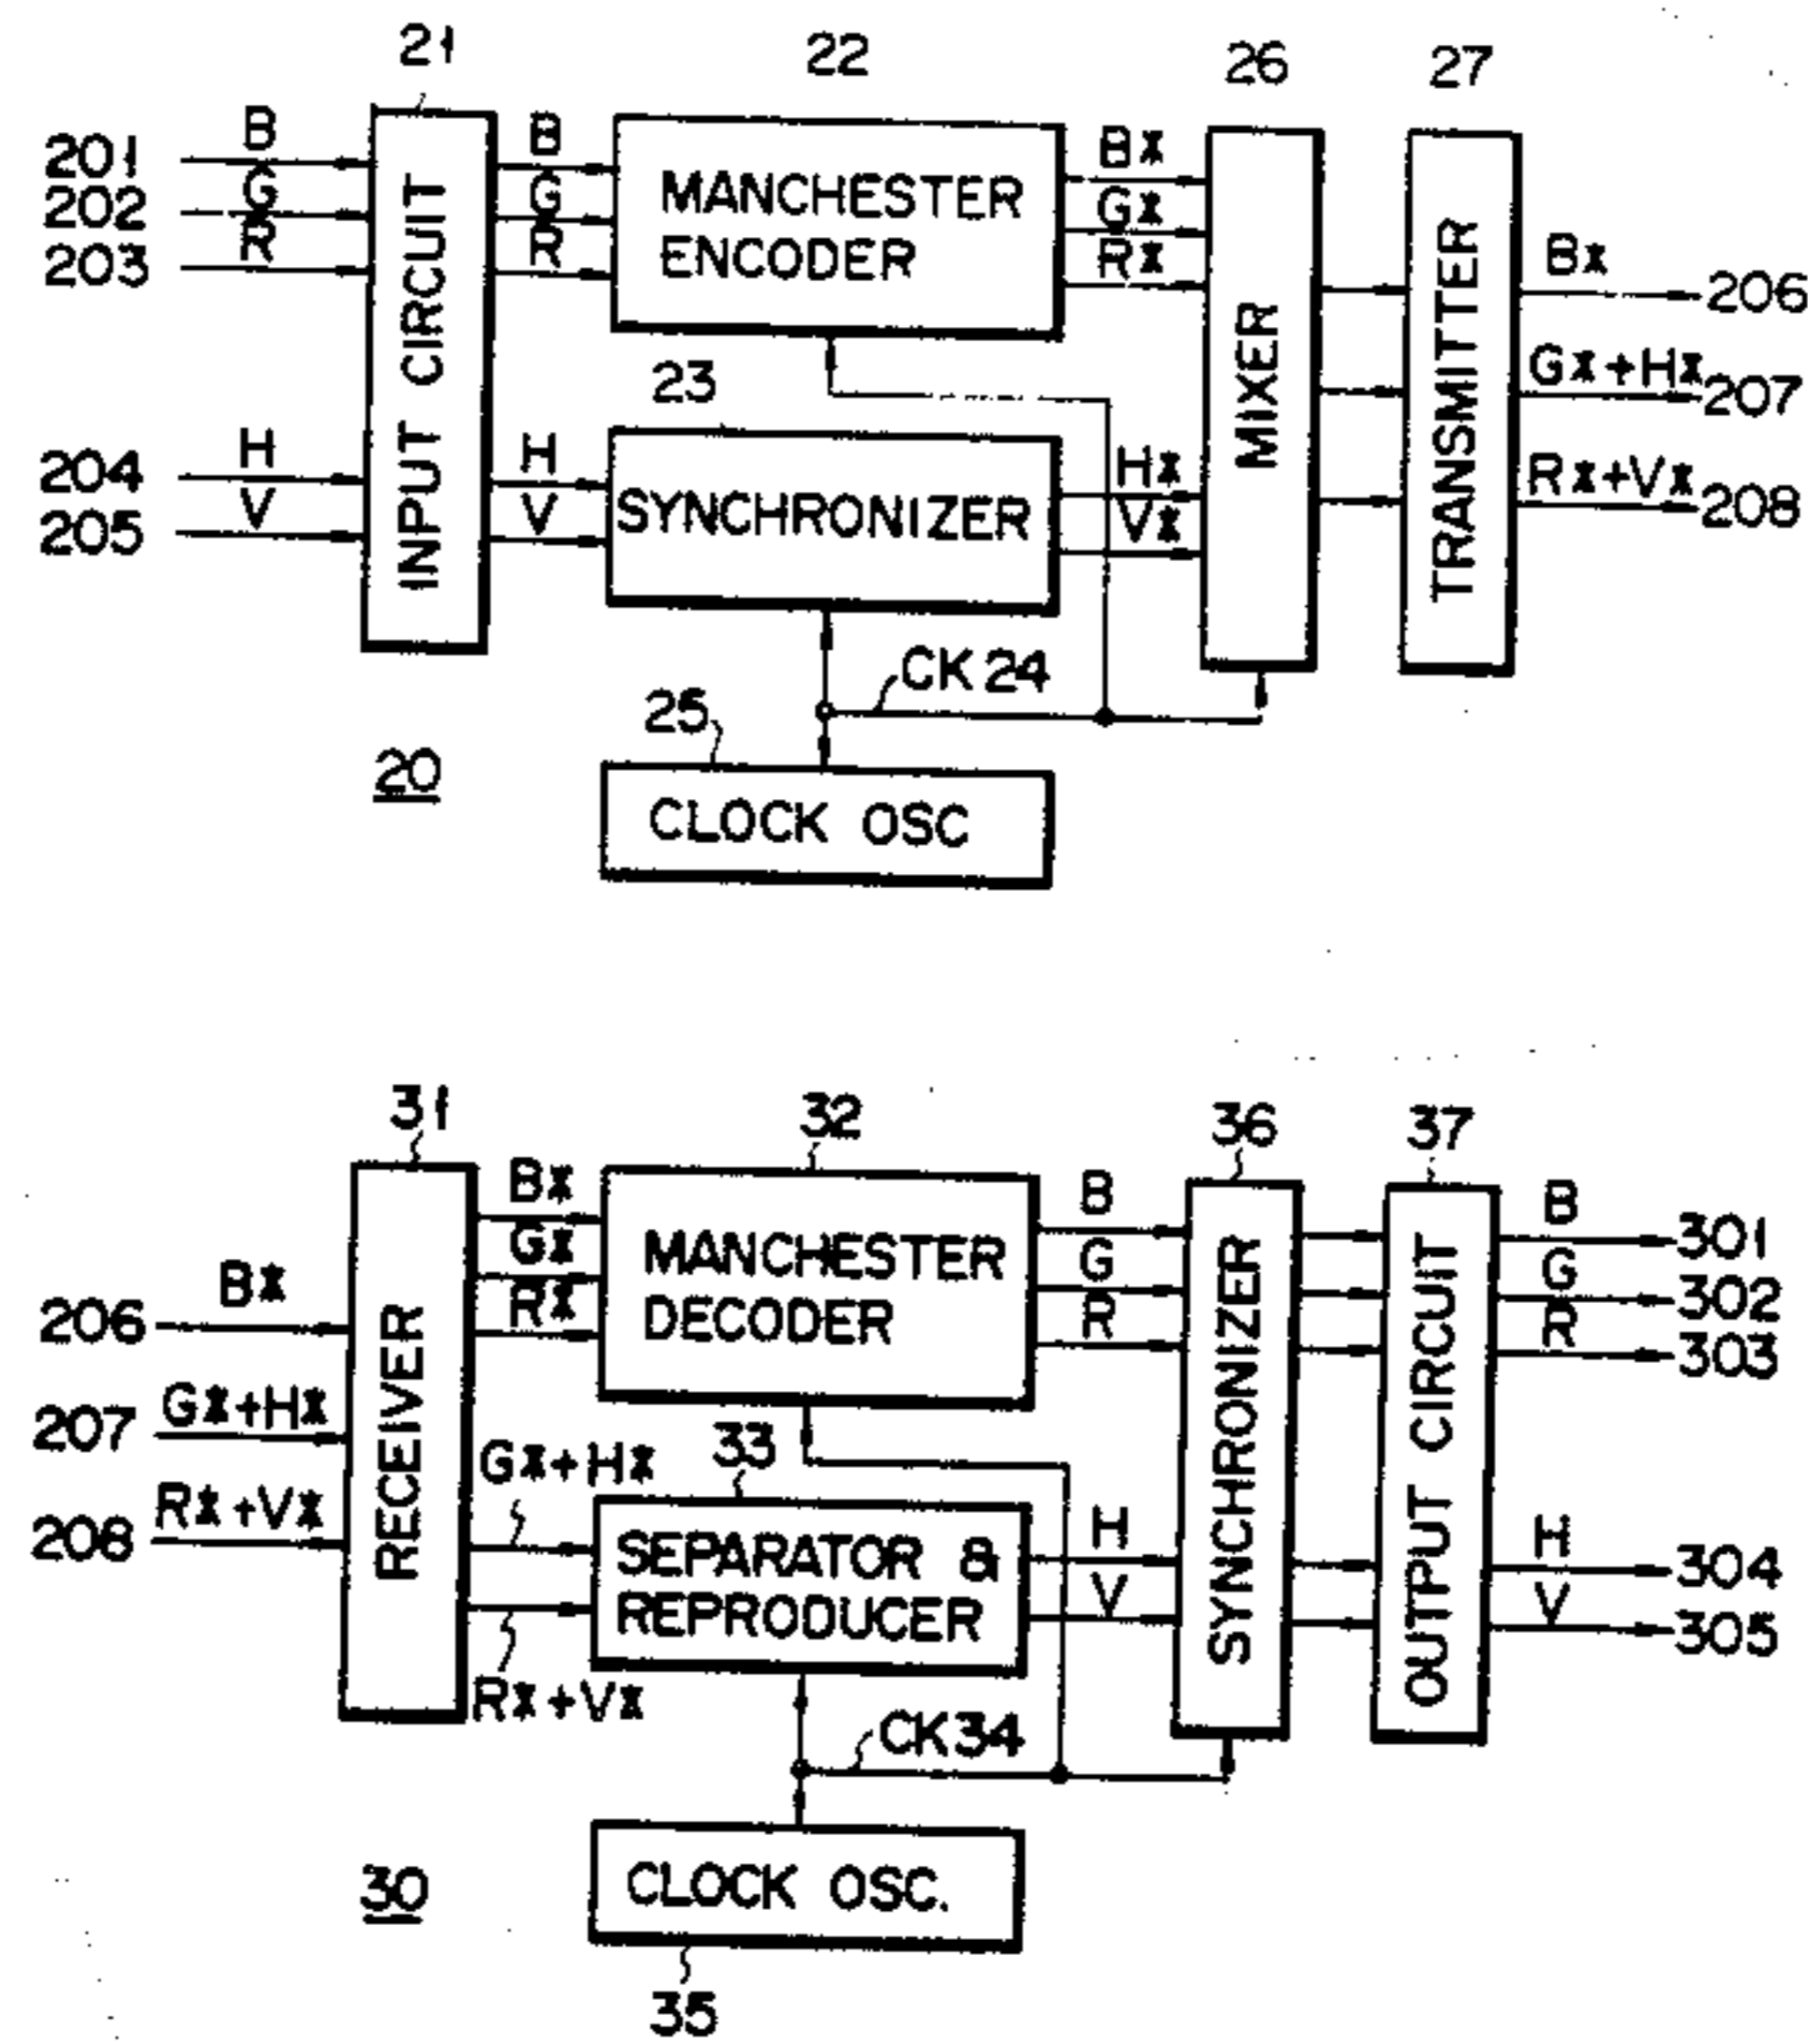 21
22
26
27
201 B
202 G
203 R
204 H
205 V
INPUT CIRCUIT
B
G
R
H
V
MANCHESTER
ENCODER
23
SYNCHRONIZER
B*
G*
R*
H*
V*
MIXER
TRANSMITTER
B* 206
G*+H* 207
R*+V* 208
CK24
25
CLOCK OSC
20
31
32
36
37
206 B*
207 G*+H*
208 R*+V*
RECEIVER
B*
G*
R*
G*+H*
R*+V*
MANCHESTER
DECODER
33
SEPARATOR &
REPRODUCER
B
G
R
H
V
SYNCHRONIZER
OUTPUT CIRCUIT
B 301
G 302
R 303
H 304
V 305
CK34
CLOCK OSC.
30
35